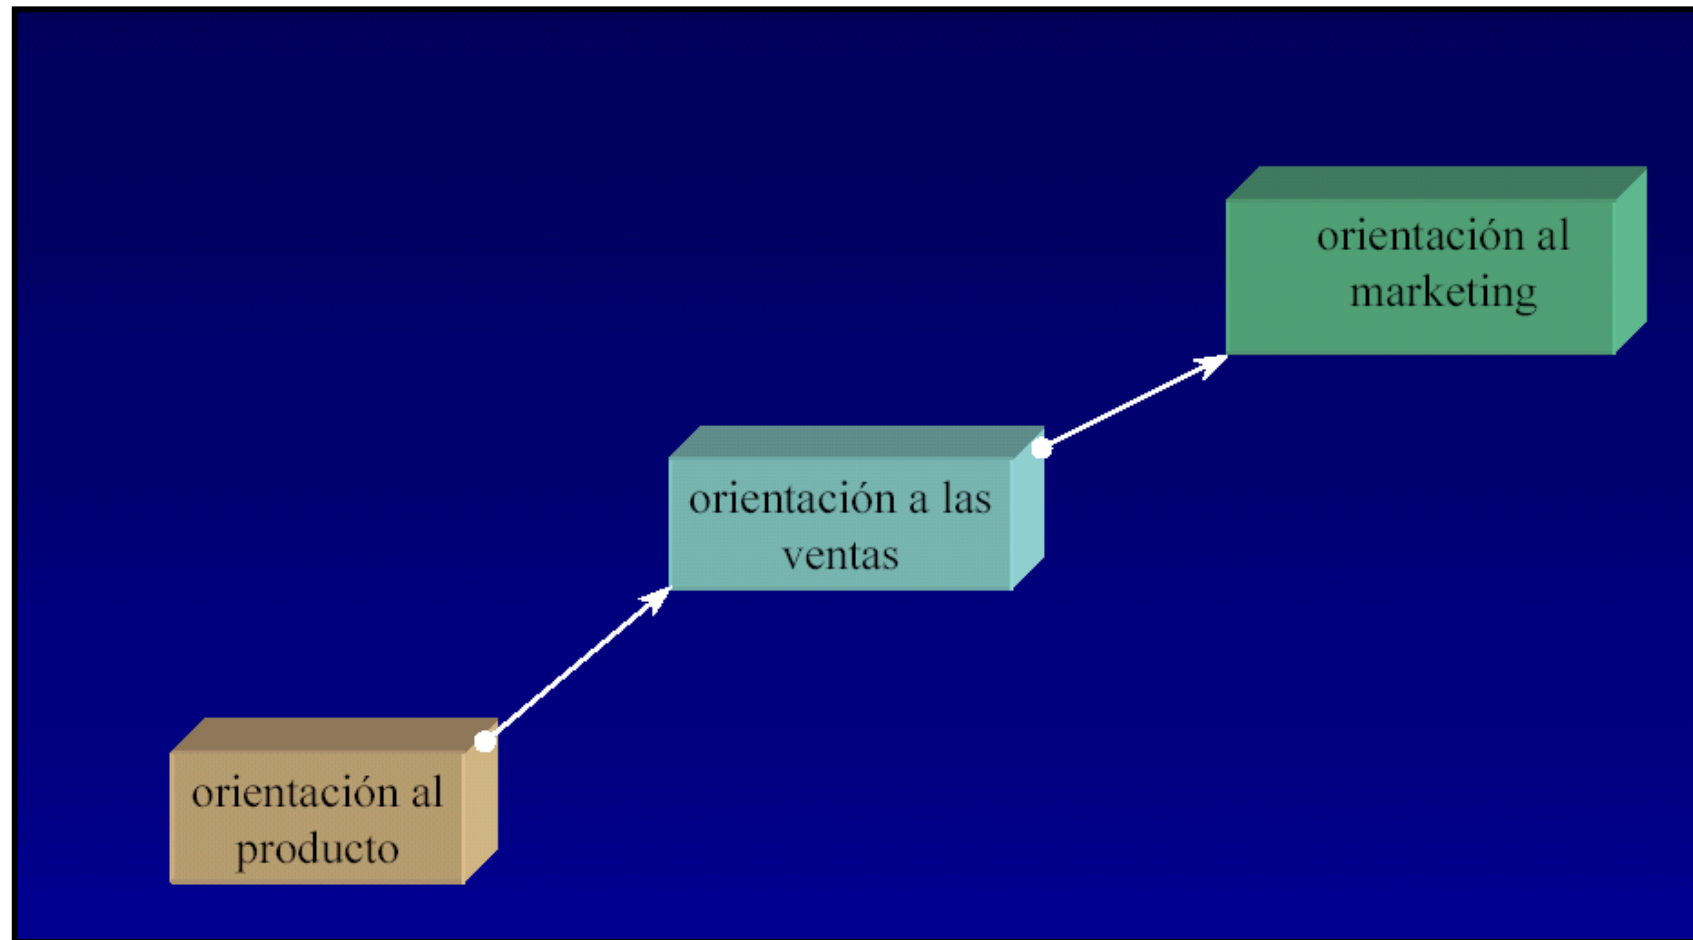 orientación al
marketing
orientación a las
ventas
orientación al
producto